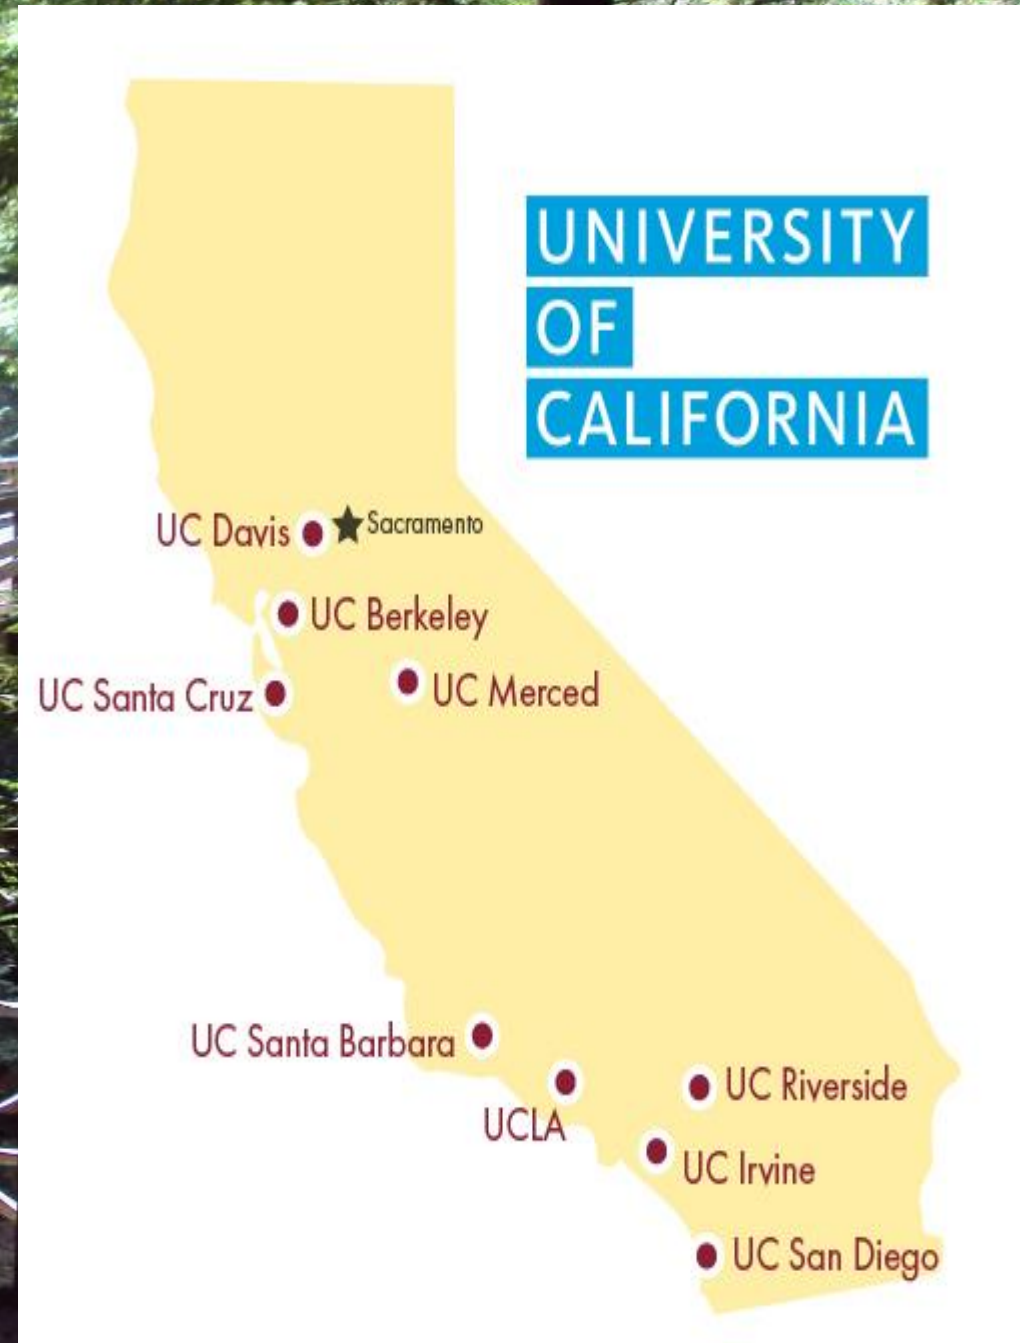 UNIVERSITY
OF
CALIFORNIA
UC Davis
Sacramento
UC Berkeley
UC Santa Cruz
UC Merced
UC Santa Barbara
UCLA
UC Riverside
UC Irvine
UC San Diego